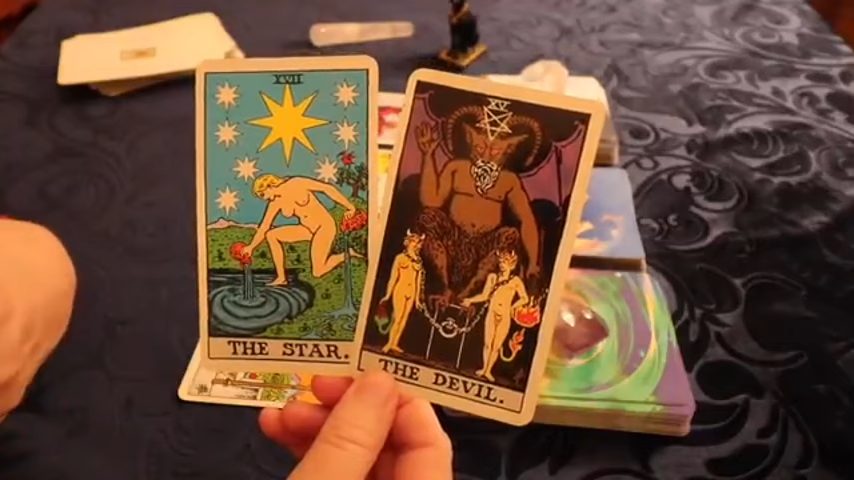 XVII
THE STAR.
XV
THE DEVIL.